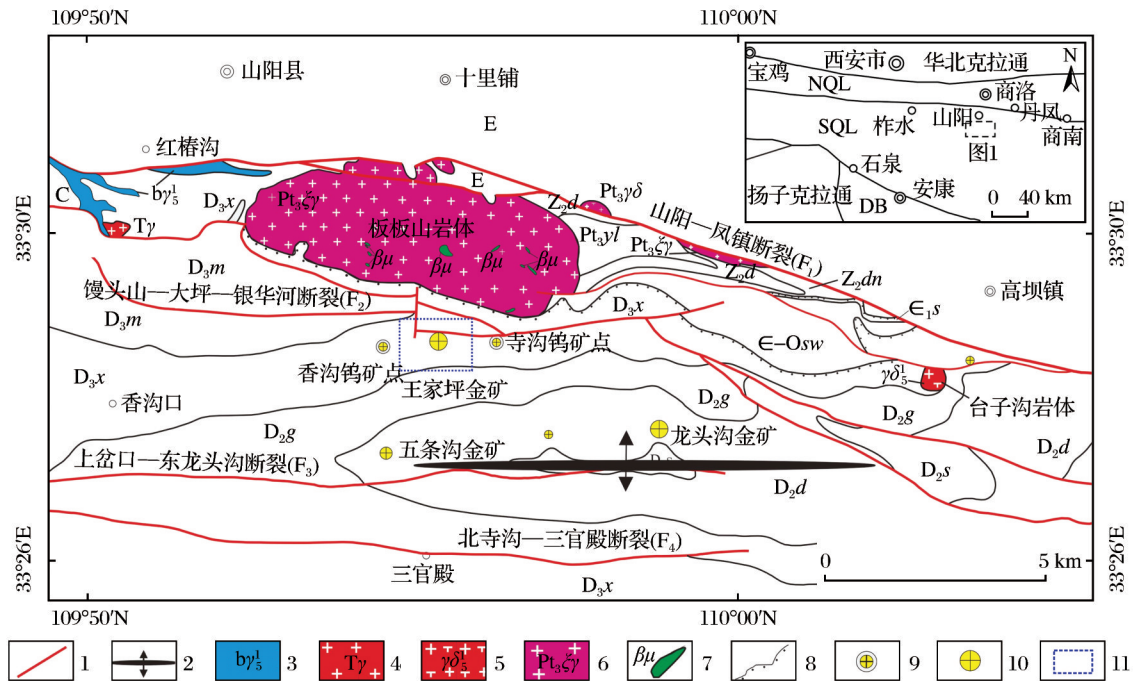 109°50′N
110°00′N
山阳县
十里铺
E
红椿沟
C
bγ₅¹
D₃x
Tγ
Pt₃ξγ
E
板板山岩体
βμ
βμ
βμ
βμ
Z₂d
Pt₃γδ
Pt₃yl
Pt₃ξγ
山阳—凤镇断裂(F₁)
Z₂d
Z₂dn
高坝镇
∈₁s
33°30′E
33°30′E
D₃m
馒头山—大坪—银华河断裂(F₂)
D₃m
D₃x
∈-Osw
寺沟钨矿点
香沟钨矿点
王家坪金矿
D₃x
香沟口
γδ₅¹
台子沟岩体
D₂g
D₂g
D₂g
D₂d
五条沟金矿
龙头沟金矿
上岔口—东龙头沟断裂(F₃)
D₂s
D₂d
北寺沟—三官殿断裂(F₄)
三官殿
D₃x
33°26′E
33°26′E
0 5 km
109°50′N
110°00′N
宝鸡
西安市
华北克拉通
N
NQL
商洛
丹凤
SQL
柞水
山阳
商南
图1
石泉
扬子克拉通
安康
DB
0 40 km
1
2
bγ₅¹ 3
Tγ 4
γδ₅¹ 5
Pt₃ξγ 6
βμ 7
8
9
10
11